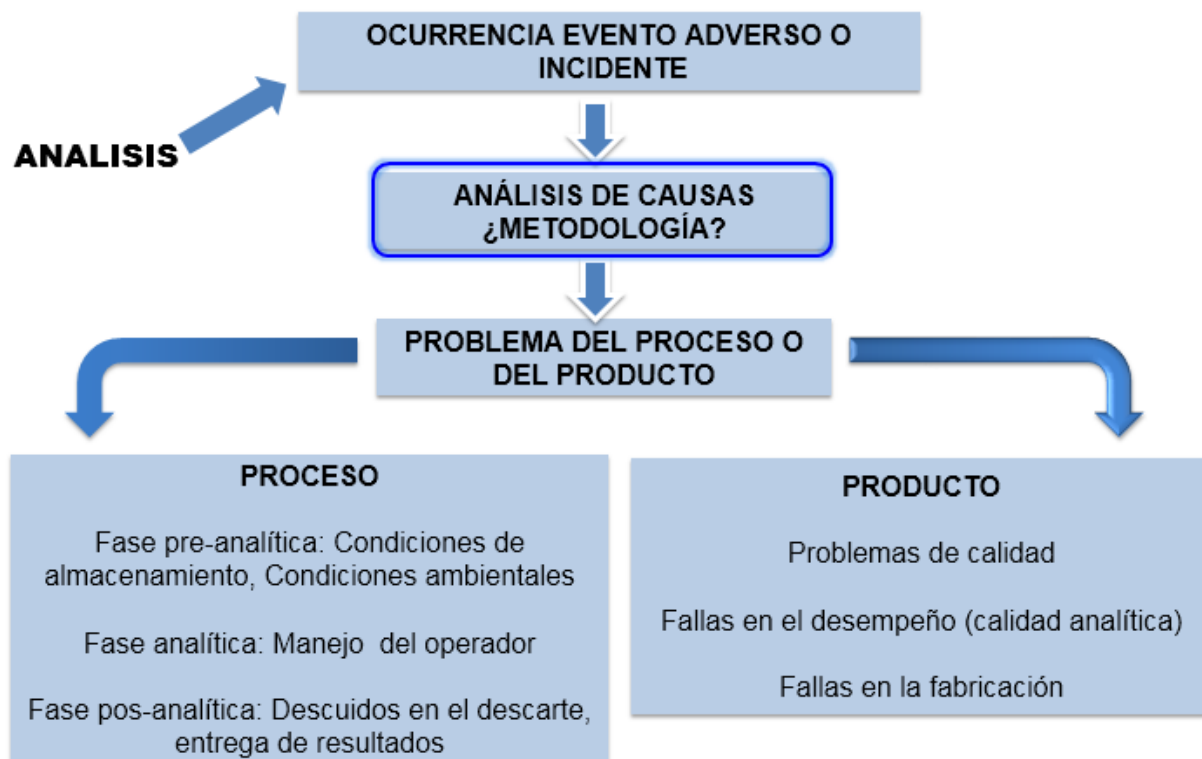 OCURRENCIA EVENTO ADVERSO O
INCIDENTE
ANALISIS
ANÁLISIS DE CAUSAS
¿METODOLOGÍA?
PROBLEMA DEL PROCESO O
DEL PRODUCTO
PROCESO
Fase pre-analítica: Condiciones de
almacenamiento, Condiciones ambientales
Fase analítica: Manejo del operador
Fase pos-analítica: Descuidos en el descarte,
entrega de resultados
PRODUCTO
Problemas de calidad
Fallas en el desempeño (calidad analítica)
Fallas en la fabricación